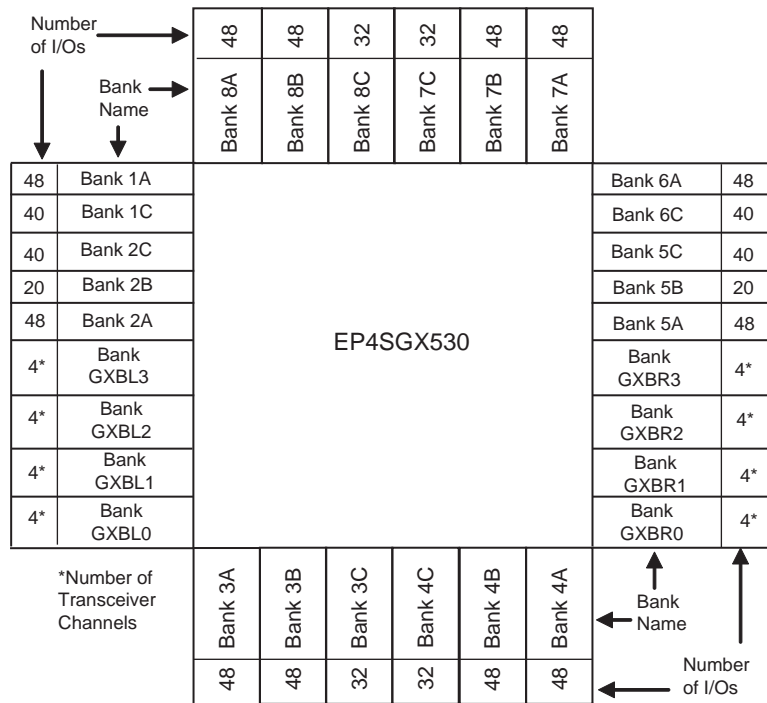 Number
of I/Os
48 48 32 32 48 48
Bank
Name
Bank 8A Bank 8B Bank 8C Bank 7C Bank 7B Bank 7A
48 Bank 1A
40 Bank 1C
40 Bank 2C
20 Bank 2B
48 Bank 2A
4* Bank
GXBL3
4* Bank
GXBL2
4* Bank
GXBL1
4* Bank
GXBL0
EP4SGX530
Bank 6A 48
Bank 6C 40
Bank 5C 40
Bank 5B 20
Bank 5A 48
Bank
GXBR3 4*
Bank
GXBR2 4*
Bank
GXBR1 4*
Bank
GXBR0 4*
*Number of
Transceiver
Channels
Bank 3A Bank 3B Bank 3C Bank 4C Bank 4B Bank 4A
48 48 32 32 48 48
Bank
Name
Number
of I/Os